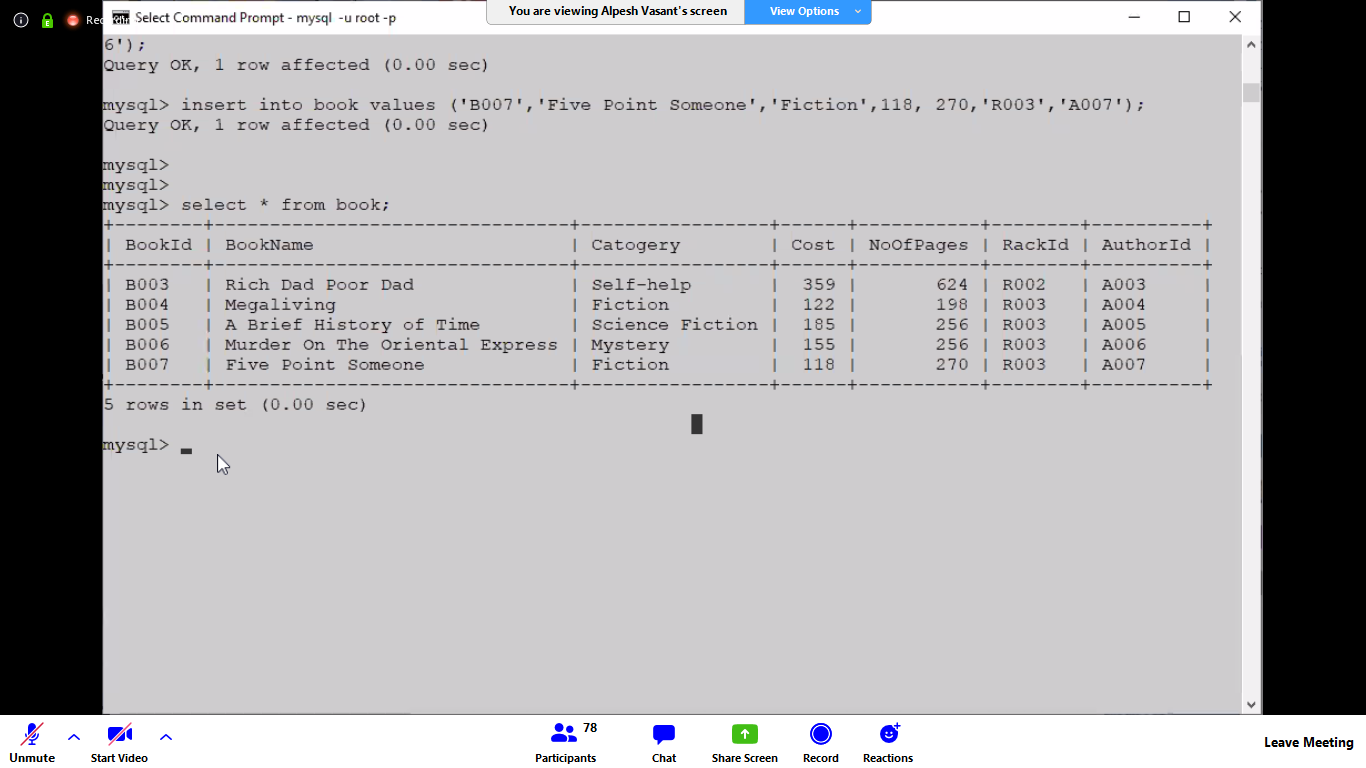 Select Command Prompt - mysql -u root -p
You are viewing Alpesh Vasant's screen
View Options
6');
Query OK, 1 row affected (0.00 sec)
mysql> insert into book values ('B007','Five Point Someone','Fiction',118, 270,'R003','A007');
Query OK, 1 row affected (0.00 sec)
mysql>
mysql>
mysql> select * from book;
+--------+---------------------------------+-----------------+------+-----------+--------+----------+
| BookId | BookName | Catogery | Cost | NoOfPages | RackId | AuthorId |
+--------+---------------------------------+-----------------+------+-----------+--------+----------+
| B003 | Rich Dad Poor Dad | Self-help | 359 | 624 | R002 | A003 |
| B004 | Megaliving | Fiction | 122 | 198 | R003 | A004 |
| B005 | A Brief History of Time | Science Fiction | 185 | 256 | R003 | A005 |
| B006 | Murder On The Oriental Express | Mystery | 155 | 256 | R003 | A006 |
| B007 | Five Point Someone | Fiction | 118 | 270 | R003 | A007 |
+--------+---------------------------------+-----------------+------+-----------+--------+----------+
5 rows in set (0.00 sec)
mysql>
Unmute
Start Video
Participants 78
Chat
Share Screen
Record
Reactions
Leave Meeting